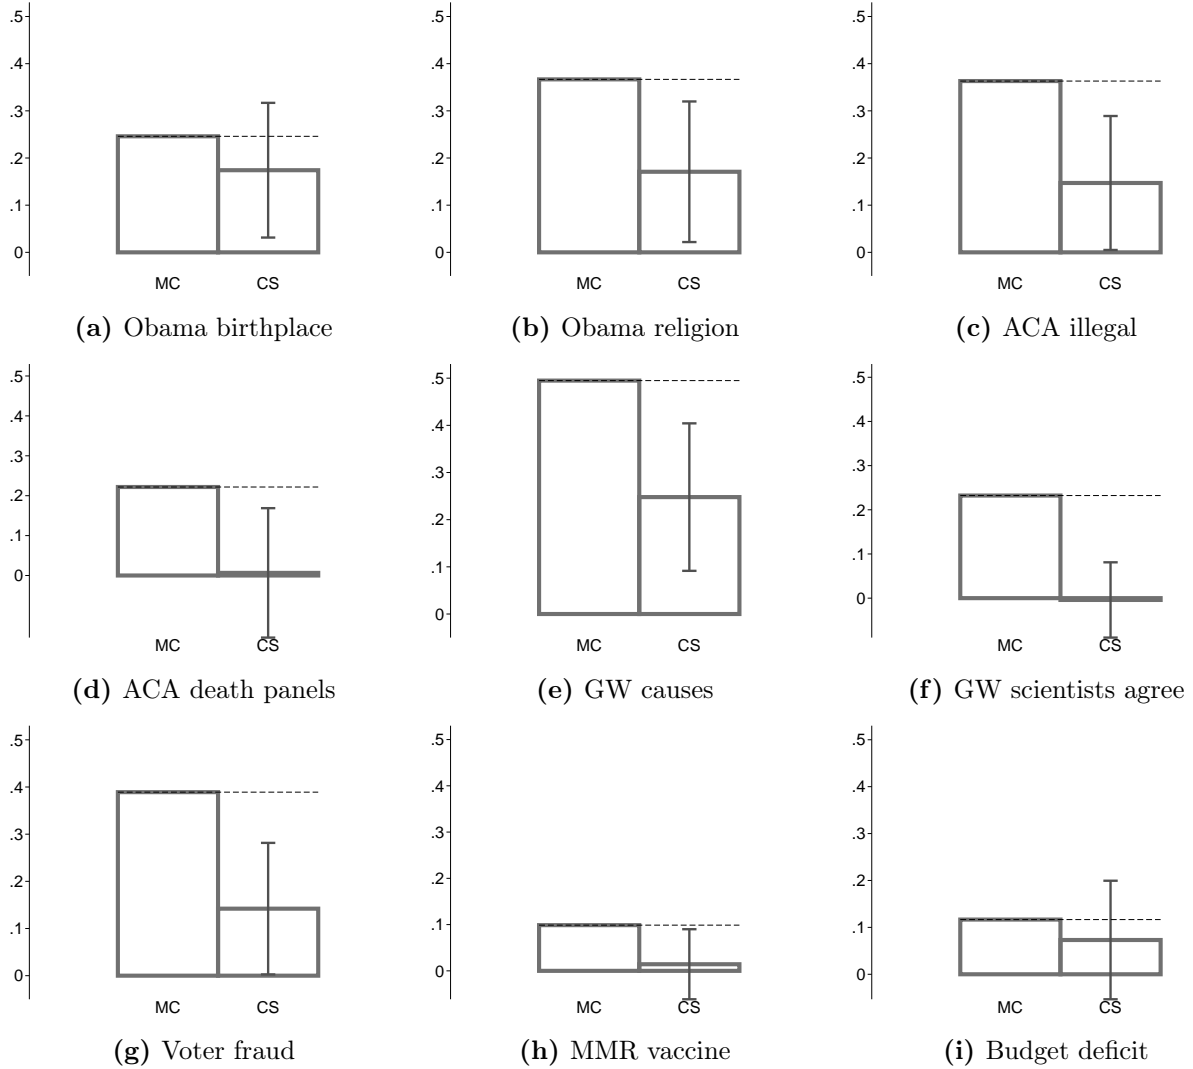 .5 .5 .5
.4 .4 .4
.3 .3 .3
.2 .2 .2
.1 .1 .1
0 0 0
MC CS MC CS MC CS
(a) Obama birthplace (b) Obama religion (c) ACA illegal
.5 .5 .5
.4 .4 .4
.3 .3 .3
.2 .2 .2
.1 .1 .1
0 0 0
MC CS MC CS MC CS
(d) ACA death panels (e) GW causes (f) GW scientists agree
.5 .5 .5
.4 .4 .4
.3 .3 .3
.2 .2 .2
.1 .1 .1
0 0 0
MC CS MC CS MC CS
(g) Voter fraud (h) MMR vaccine (i) Budget deficit